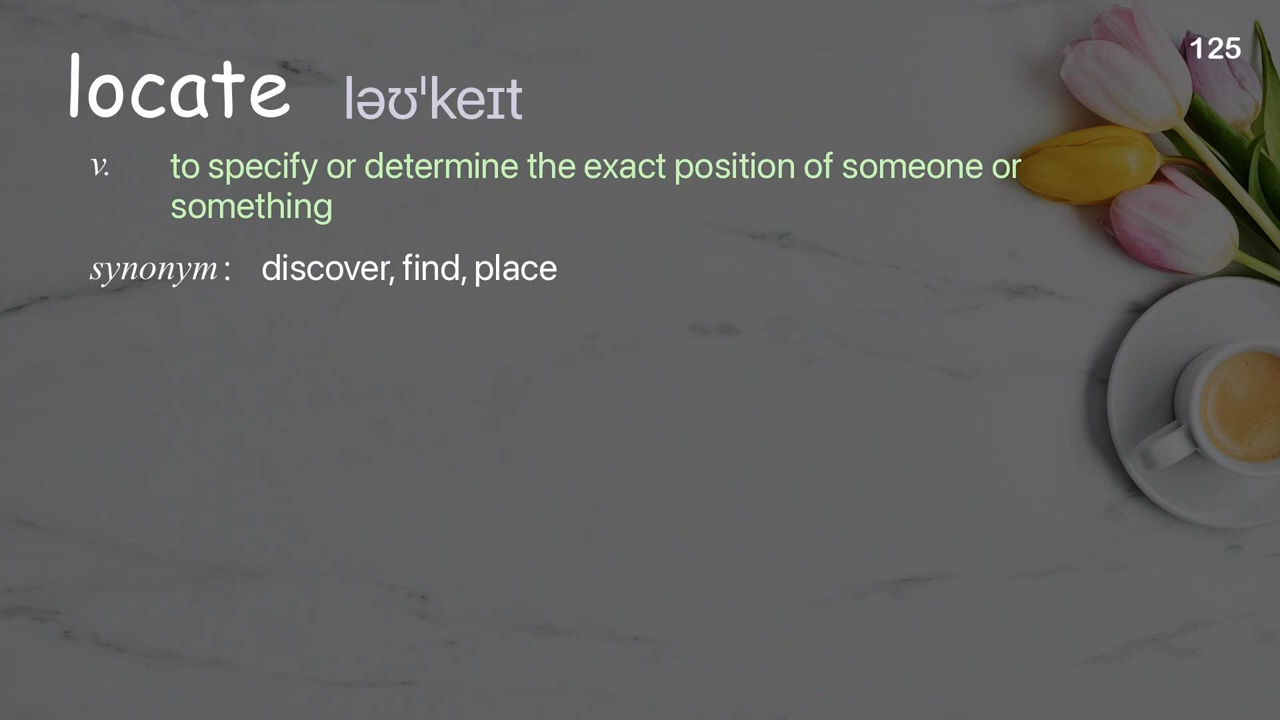 125
locate ləʊˈkeɪt
v. to specify or determine the exact position of someone or
something
synonym : discover, find, place